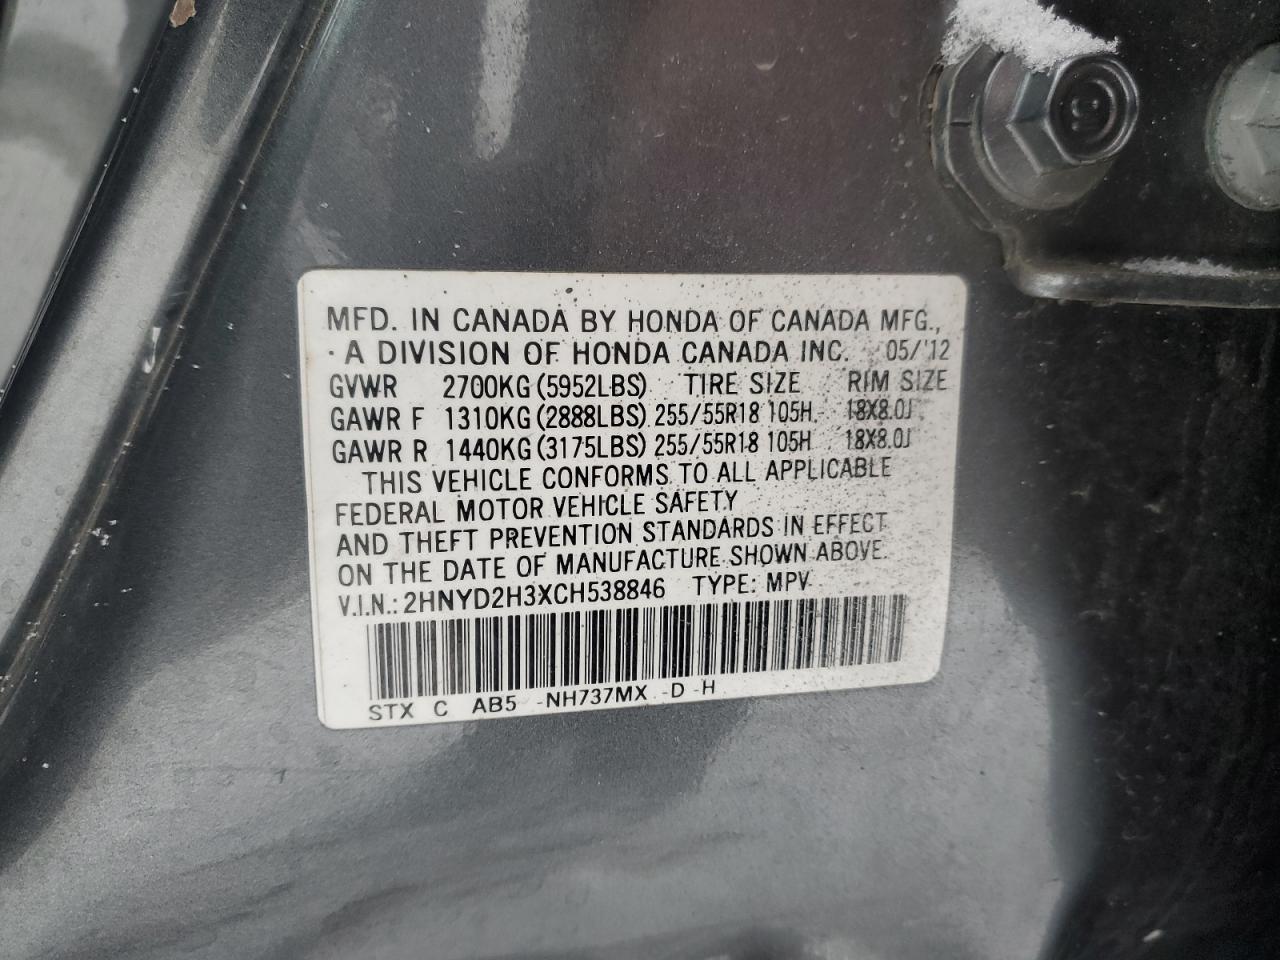 MFD. IN CANADA BY HONDA OF CANADA MFG.,
A DIVISION OF HONDA CANADA INC. 05/'12
GVWR 2700KG (5952LBS) TIRE SIZE RIM SIZE
GAWR F 1310KG (2888LBS) 255/55R18 105H 18X8.0J
GAWR R 1440KG (3175LBS) 255/55R18 105H 18X8.0J
THIS VEHICLE CONFORMS TO ALL APPLICABLE
FEDERAL MOTOR VEHICLE SAFETY
AND THEFT PREVENTION STANDARDS IN EFFECT
ON THE DATE OF MANUFACTURE SHOWN ABOVE.
V.I.N.: 2HNYD2H3XCH538846 TYPE: MPV
STX C AB5 -NH737MX -D -H